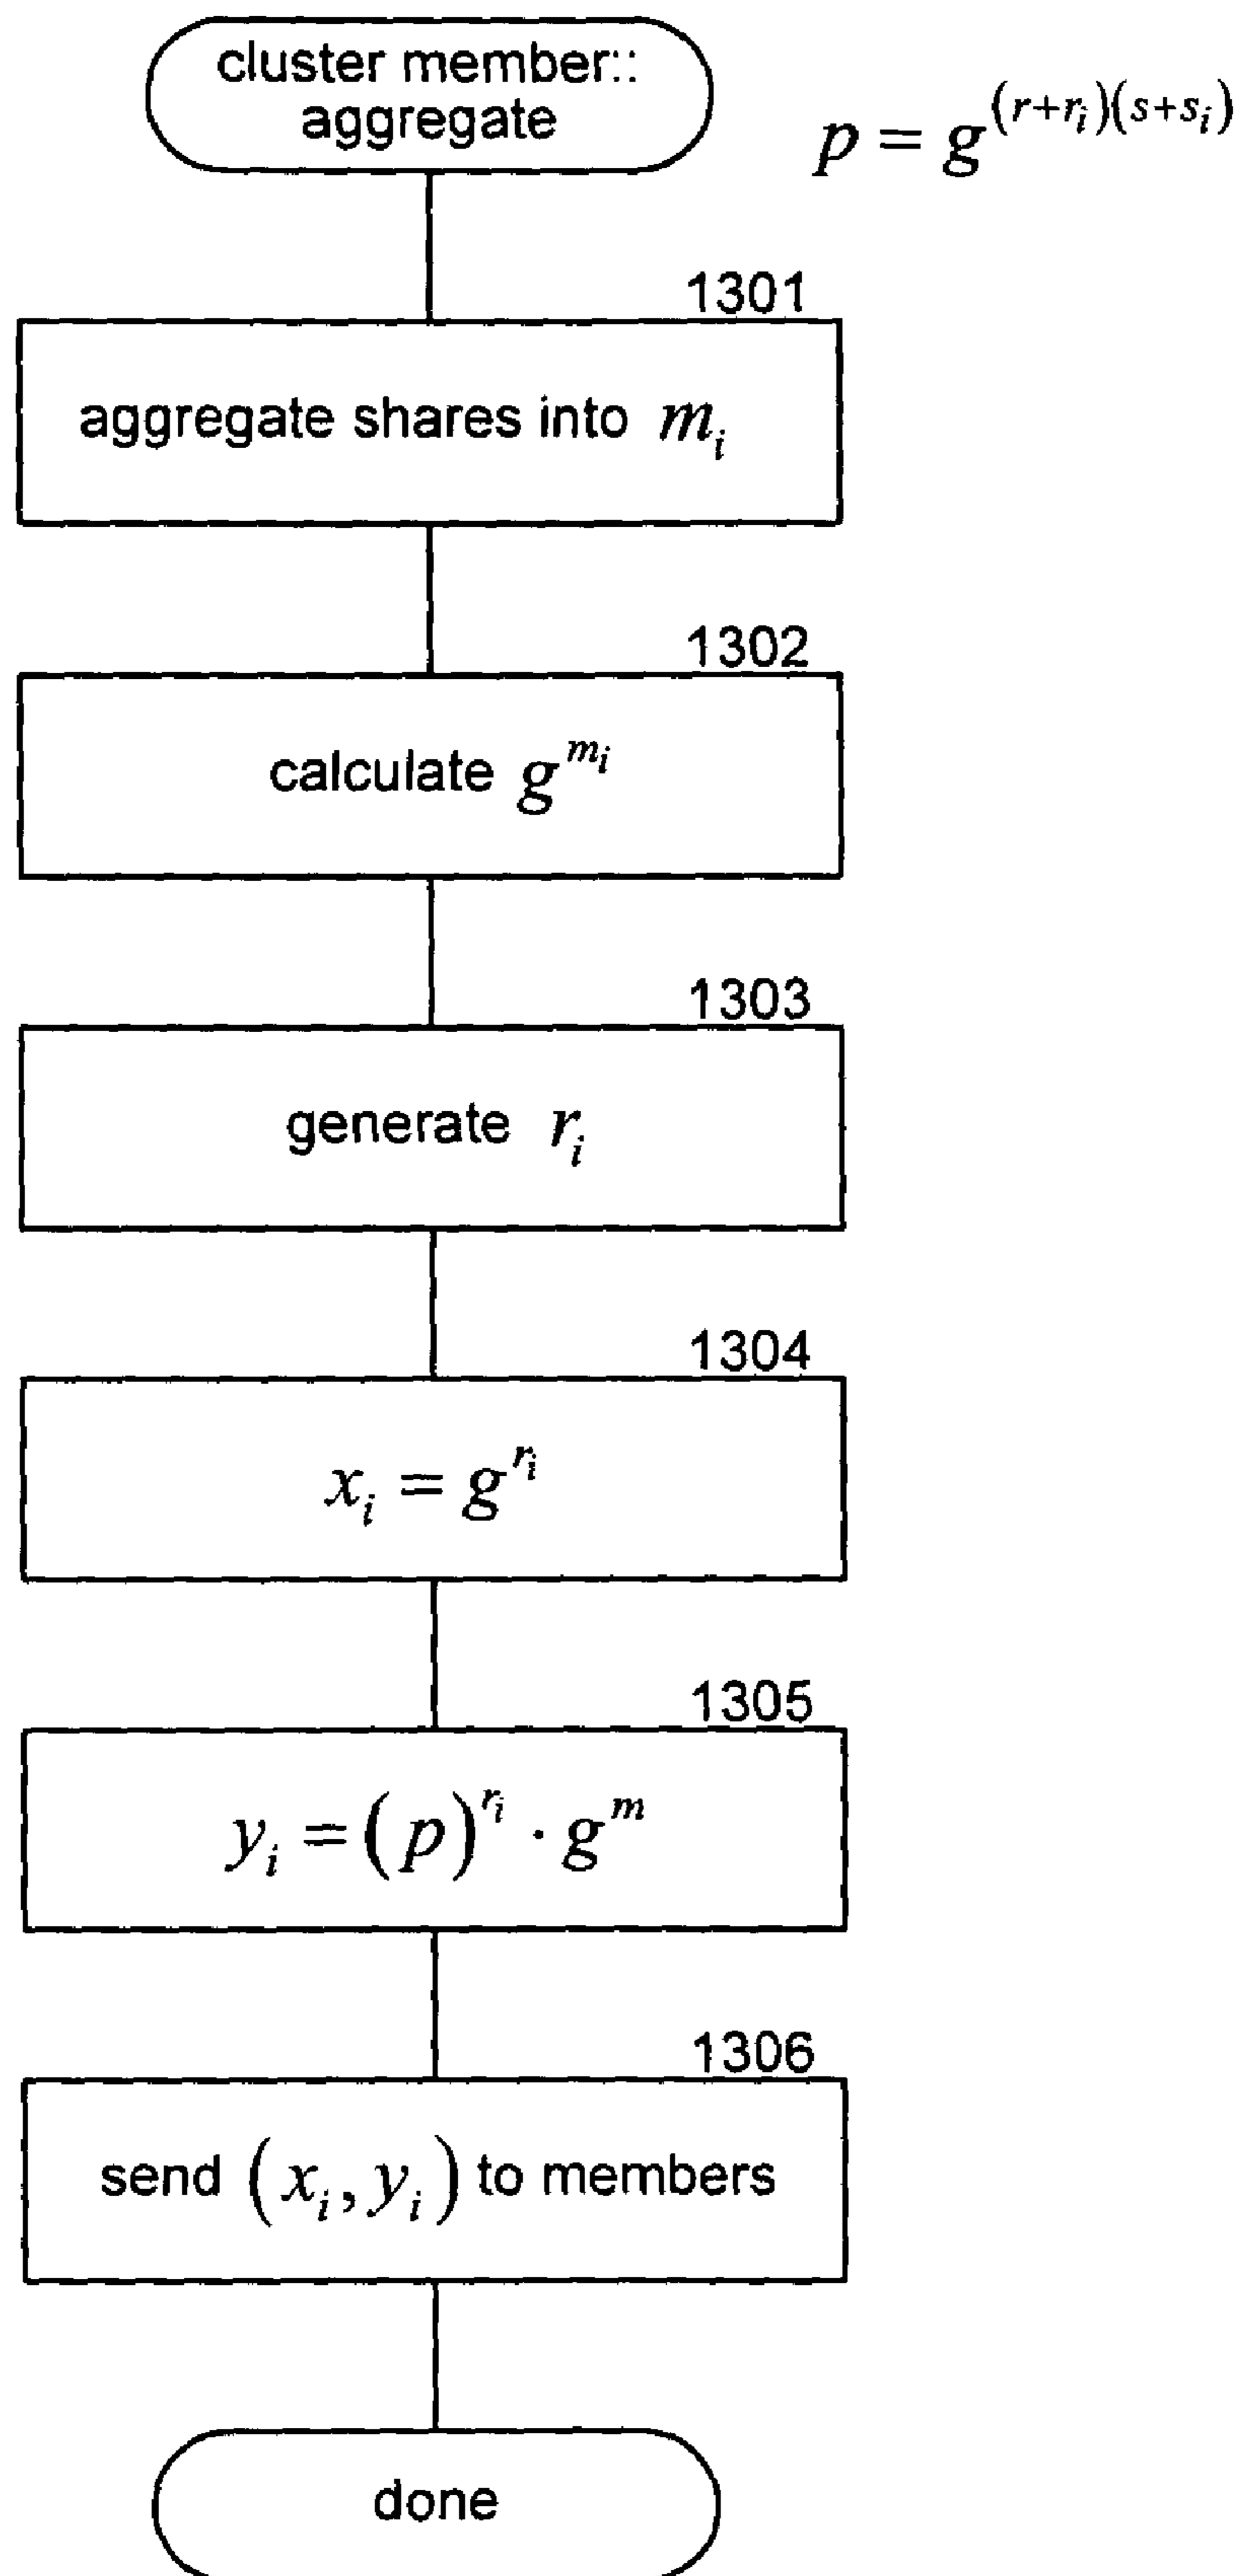 cluster member::
aggregate
p = g^{(r+r_i)(s+s_i)}
1301
aggregate shares into m_i
1302
calculate g^{m_i}
1303
generate r_i
1304
x_i = g^{r_i}
1305
y_i = (p)^{r_i} · g^m
1306
send (x_i, y_i) to members
done